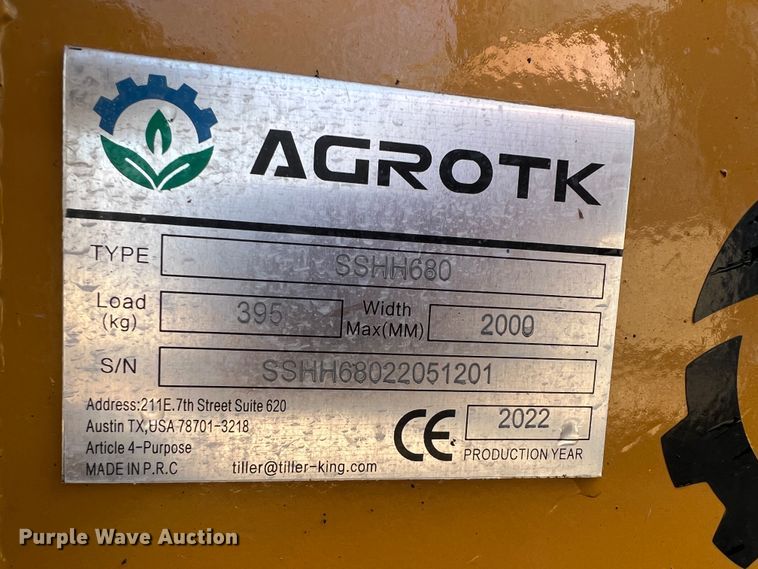 AGROTK
TYPE SSHH680
Load (kg) 395 Width Max(MM) 2000
S/N SSHH68022051201
Address:211E.7th Street Suite 620
Austin TX,USA 78701-3218
Article 4-Purpose
MADE IN P.R.C tiller@tiller-king.com
CE 2022
PRODUCTION YEAR
Purple Wave Auction